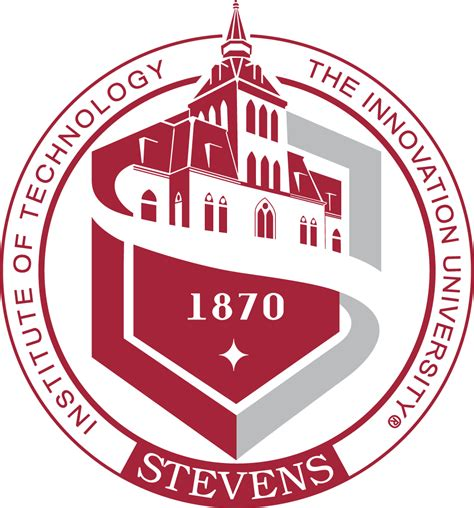 INSTITUTE OF TECHNOLOGY
THE INNOVATION UNIVERSITY®
1870
STEVENS